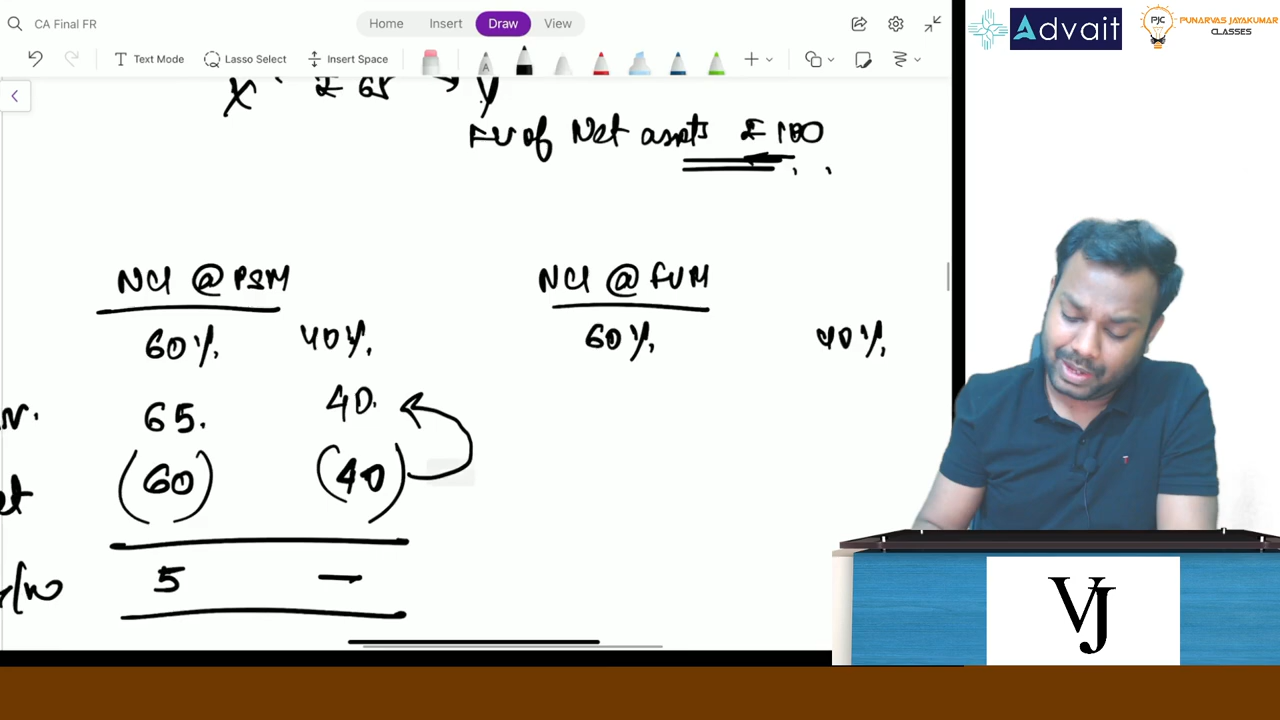 CA Final FR
Home Insert Draw View
Advait
PJC
PUNARVAS JAYAKUMAR
CLASSES
Text Mode Lasso Select Insert Space
X ₹ 65 → Y
FV of Net assets ₹ 100
NCI @ PSM NCI @ FVM
60% 40% 60% 40%
65. 40.
(60) (40)
5 —
VJ